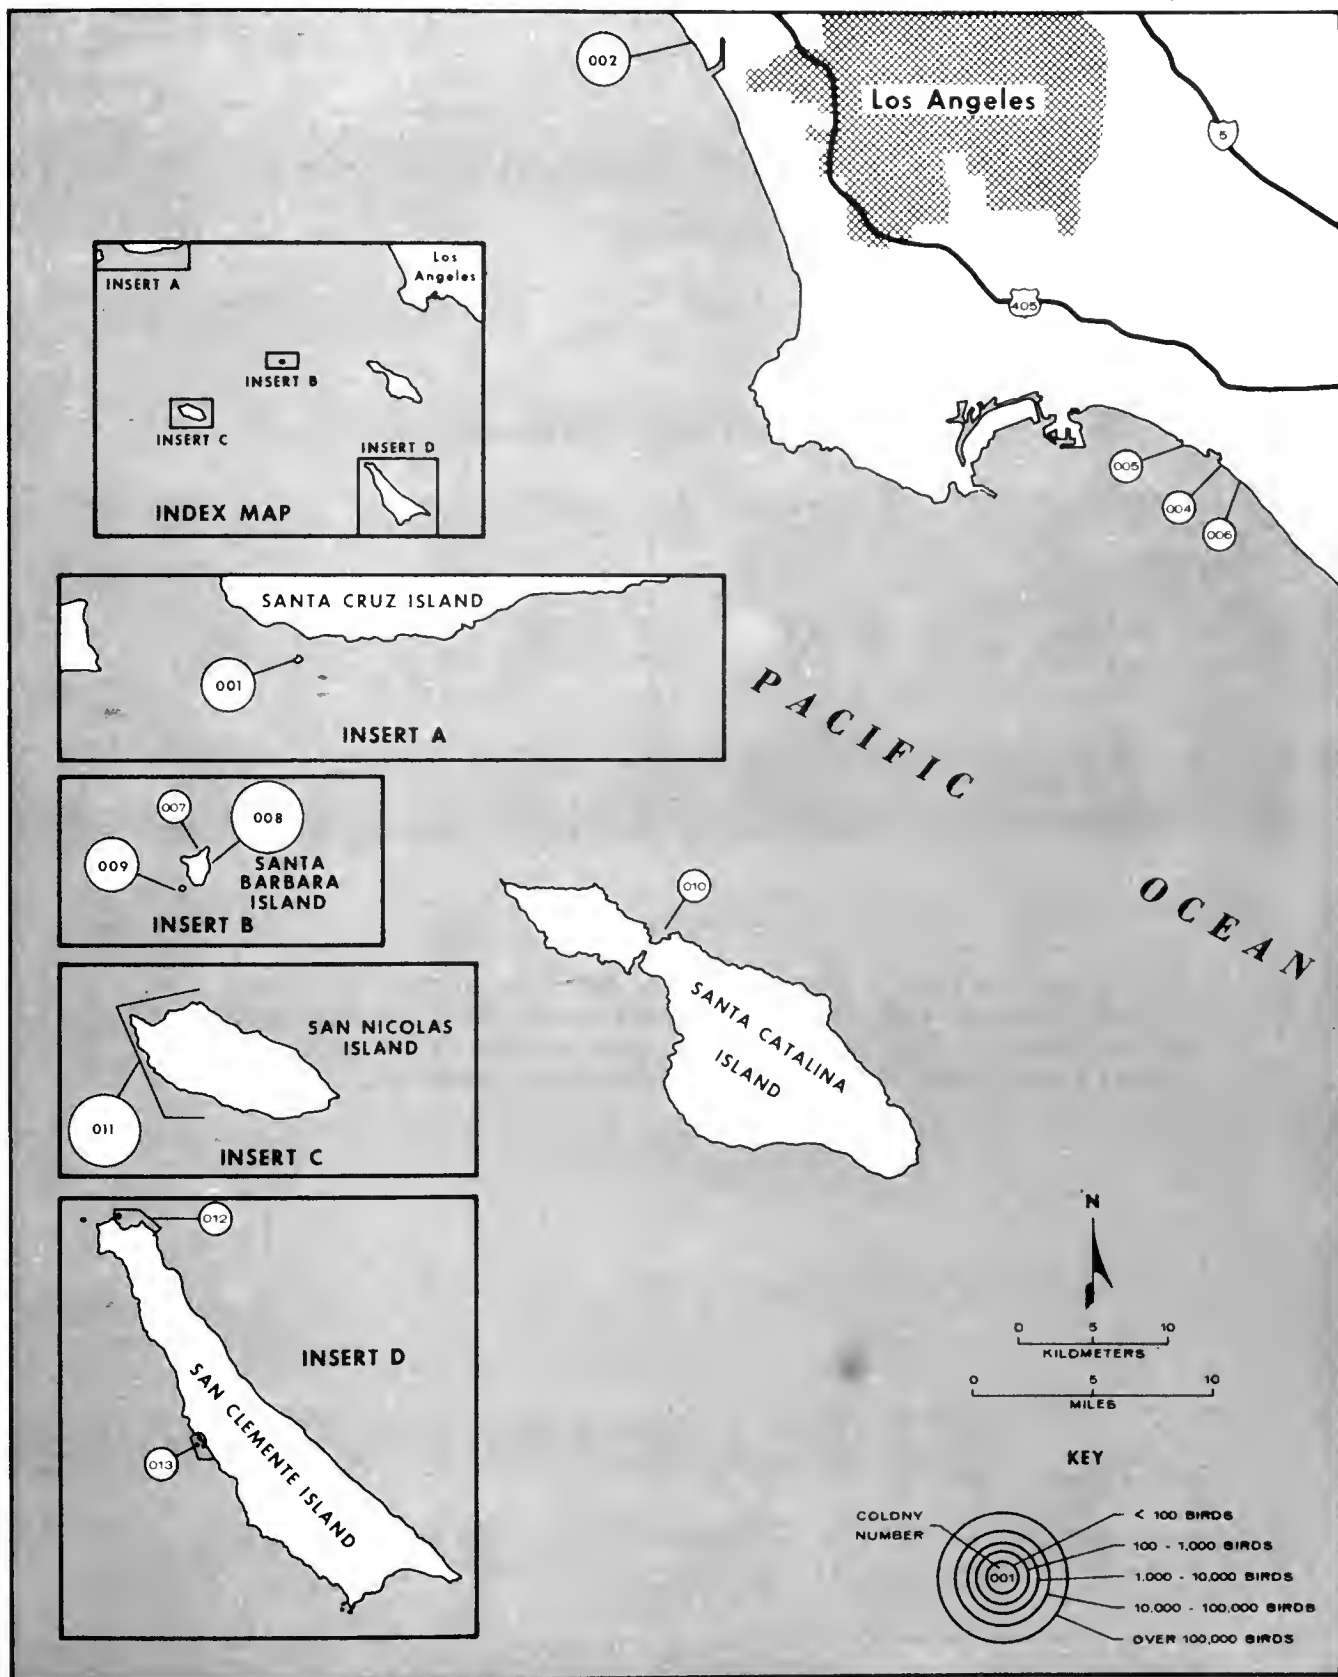 002
Los Angeles
5
405
INSERT A
Los
Angeles
INSERT B
INSERT C
INSERT D
INDEX MAP
005
004
006
SANTA CRUZ ISLAND
001
INSERT A
PACIFIC
OCEAN
007
008
009
SANTA
BARBARA
ISLAND
INSERT B
010
SANTA CATALINA
ISLAND
SAN NICOLAS
ISLAND
011
INSERT C
012
INSERT D
SAN CLEMENTE ISLAND
013
N
0 5 10
KILOMETERS
0 5 10
MILES
KEY
COLONY
NUMBER
001
< 100 BIRDS
100 - 1,000 BIRDS
1,000 - 10,000 BIRDS
10,000 - 100,000 BIRDS
OVER 100,000 BIRDS